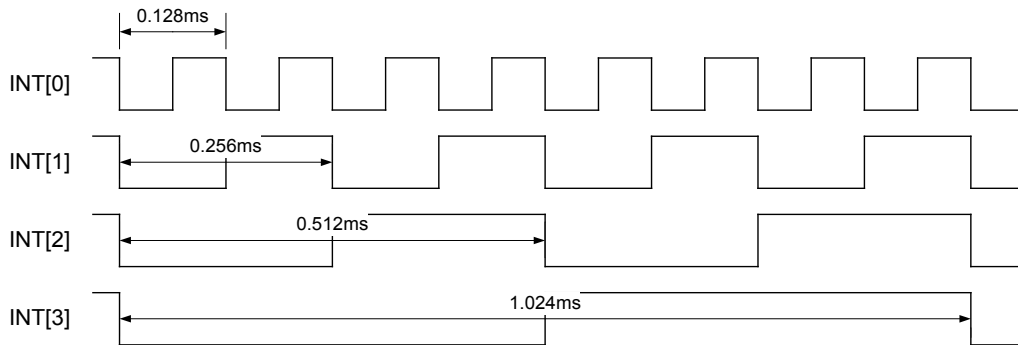 0.128ms
INT[0]
INT[1]
0.256ms
INT[2]
0.512ms
INT[3]
1.024ms